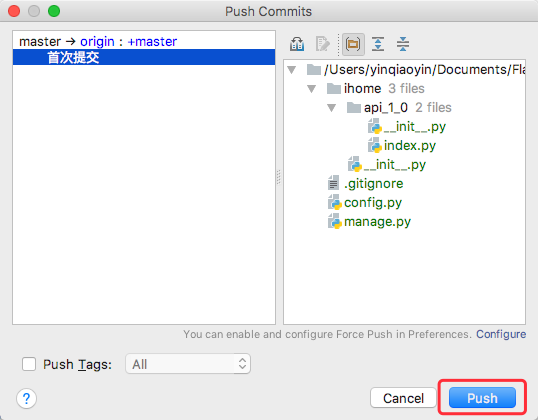 Push Commits
master → origin : +master
首次提交
/Users/yinqiaoyin/Documents/Fla
ihome 3 files
api_1_0 2 files
__init__.py
index.py
__init__.py
.gitignore
config.py
manage.py
You can enable and configure Force Push in Preferences. Configure
Push Tags: All
? Cancel Push